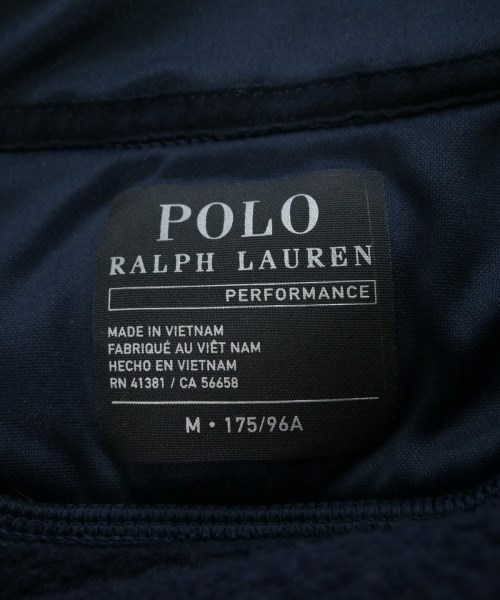 POLO
RALPH LAUREN
PERFORMANCE
MADE IN VIETNAM
FABRIQUÉ AU VIÊT NAM
HECHO EN VIETNAM
RN 41381 / CA 56658
M • 175/96A